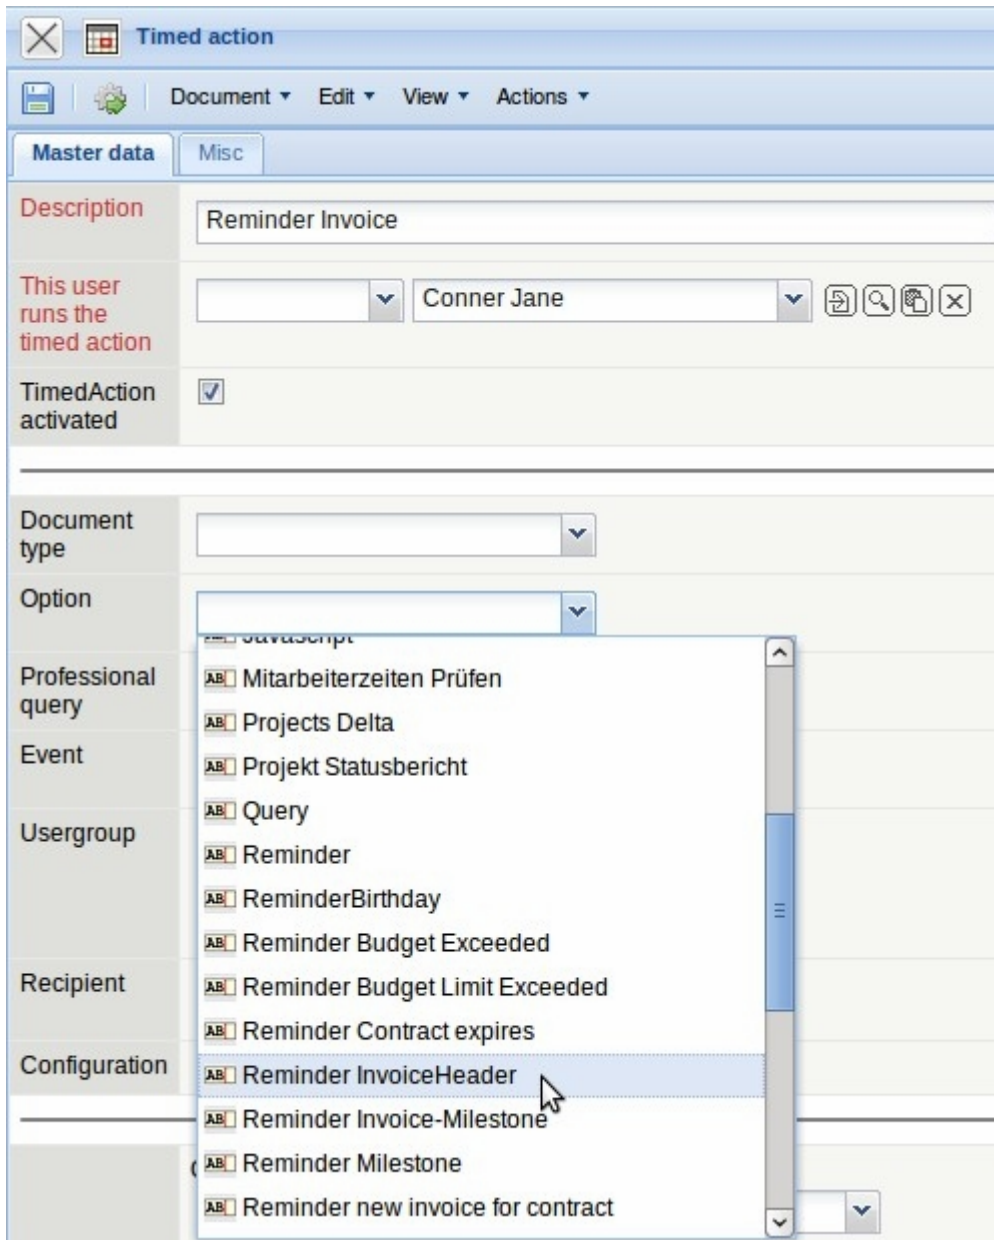 Timed action
Document Edit View Actions
Master data Misc
Description
Reminder Invoice
This user
runs the
timed action
Conner Jane
TimedAction
activated
Document
type
Option
Javascript
Mitarbeiterzeiten Prüfen
Professional
query
Projects Delta
Event
Projekt Statusbericht
Query
Usergroup
Reminder
ReminderBirthday
Reminder Budget Exceeded
Recipient
Reminder Budget Limit Exceeded
Reminder Contract expires
Configuration
Reminder InvoiceHeader
Reminder Invoice-Milestone
Reminder Milestone
Reminder new invoice for contract